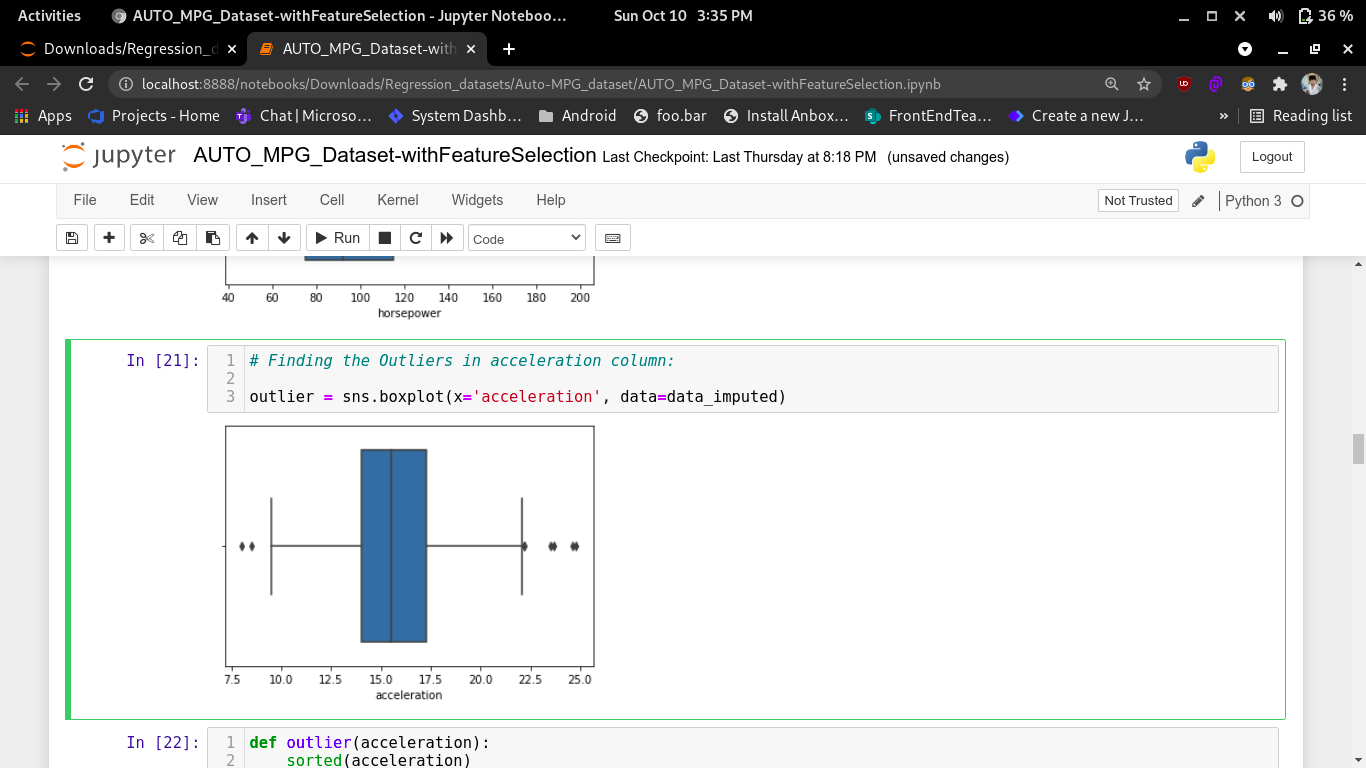 Activities AUTO_MPG_Dataset-withFeatureSelection - Jupyter Noteboo… Sun Oct 10 3:35 PM 36 %
Downloads/Regression_d AUTO_MPG_Dataset-with
localhost:8888/notebooks/Downloads/Regression_datasets/Auto-MPG_dataset/AUTO_MPG_Dataset-withFeatureSelection.ipynb
Apps Projects - Home Chat | Microso… System Dashb… Android foo.bar Install Anbox… FrontEndTea… Create a new J… » Reading list
jupyter AUTO_MPG_Dataset-withFeatureSelection Last Checkpoint: Last Thursday at 8:18 PM (unsaved changes) Logout
File Edit View Insert Cell Kernel Widgets Help Not Trusted Python 3
Run Code
40 60 80 100 120 140 160 180 200
horsepower
In [21]: 1 # Finding the Outliers in acceleration column:
2
3 outlier = sns.boxplot(x='acceleration', data=data_imputed)
7.5 10.0 12.5 15.0 17.5 20.0 22.5 25.0
acceleration
In [22]: 1 def outlier(acceleration):
2 sorted(acceleration)